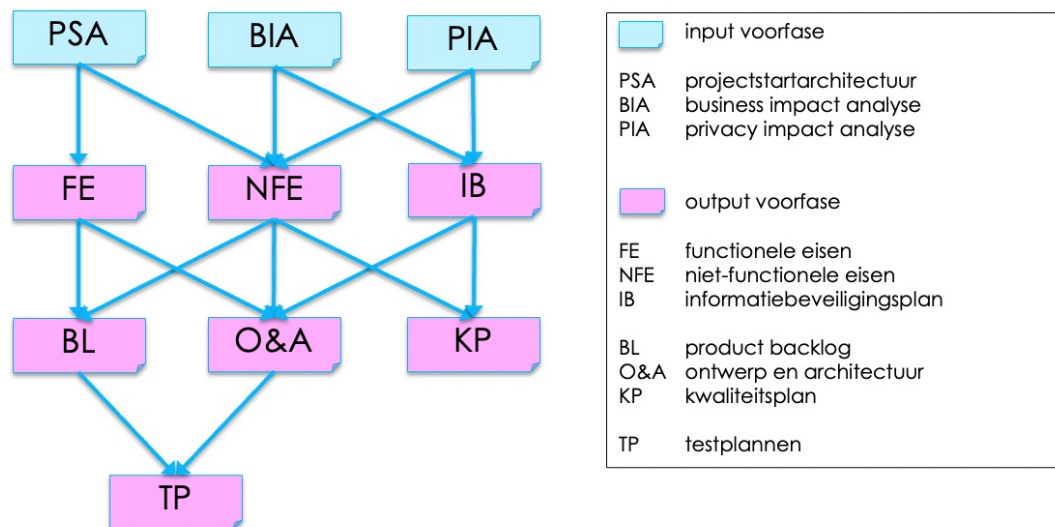 PSA
BIA
PIA
FE
NFE
IB
BL
O&A
KP
TP
input voorfase
PSA projectstartarchitectuur
BIA business impact analyse
PIA privacy impact analyse
output voorfase
FE functionele eisen
NFE niet-functionele eisen
IB informatiebeveiligingsplan
BL product backlog
O&A ontwerp en architectuur
KP kwaliteitsplan
TP testplannen